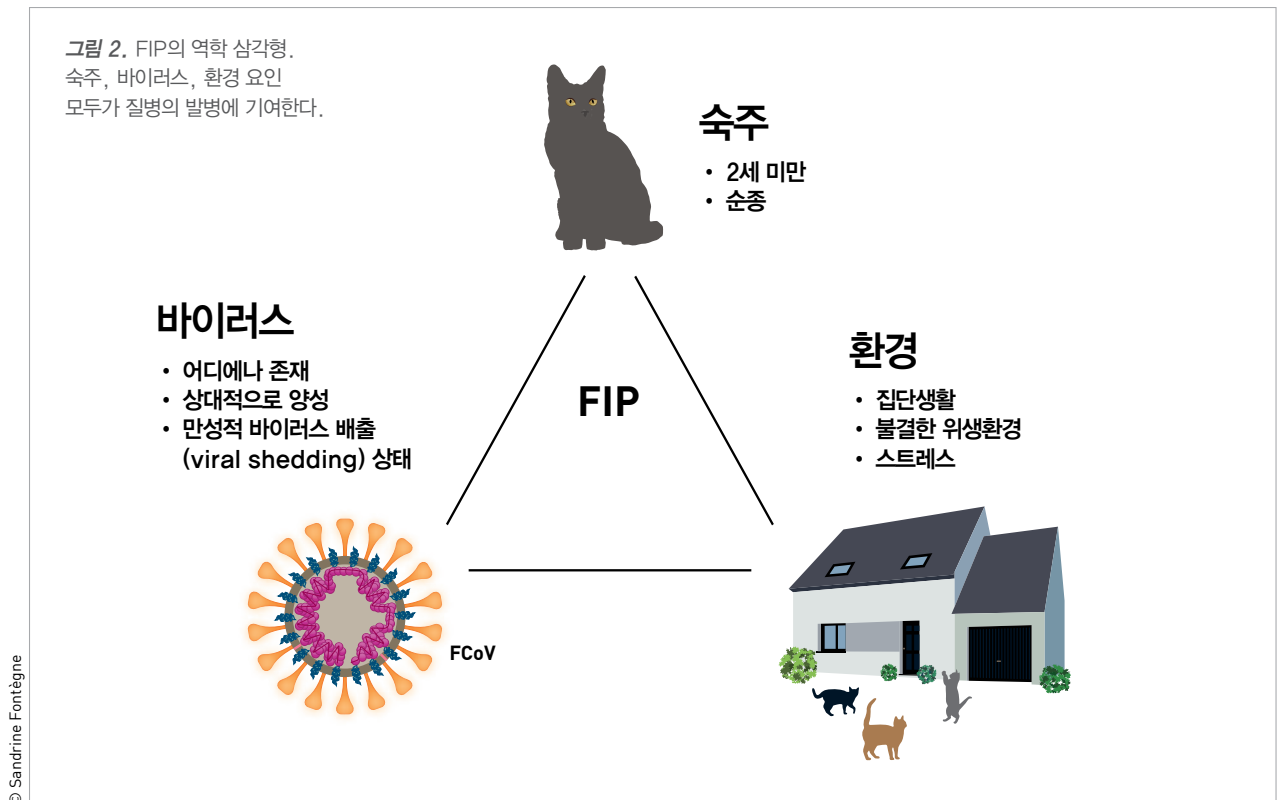 그림 2. FIP의 역학 삼각형.
숙주, 바이러스, 환경 요인
모두가 질병의 발병에 기여한다.
숙주
• 2세 미만
• 순종
바이러스
• 어디에나 존재
• 상대적으로 양성
• 만성적 바이러스 배출
(viral shedding) 상태
환경
• 집단생활
• 불결한 위생환경
• 스트레스
FIP
FCoV
© Sandrine Fontègne